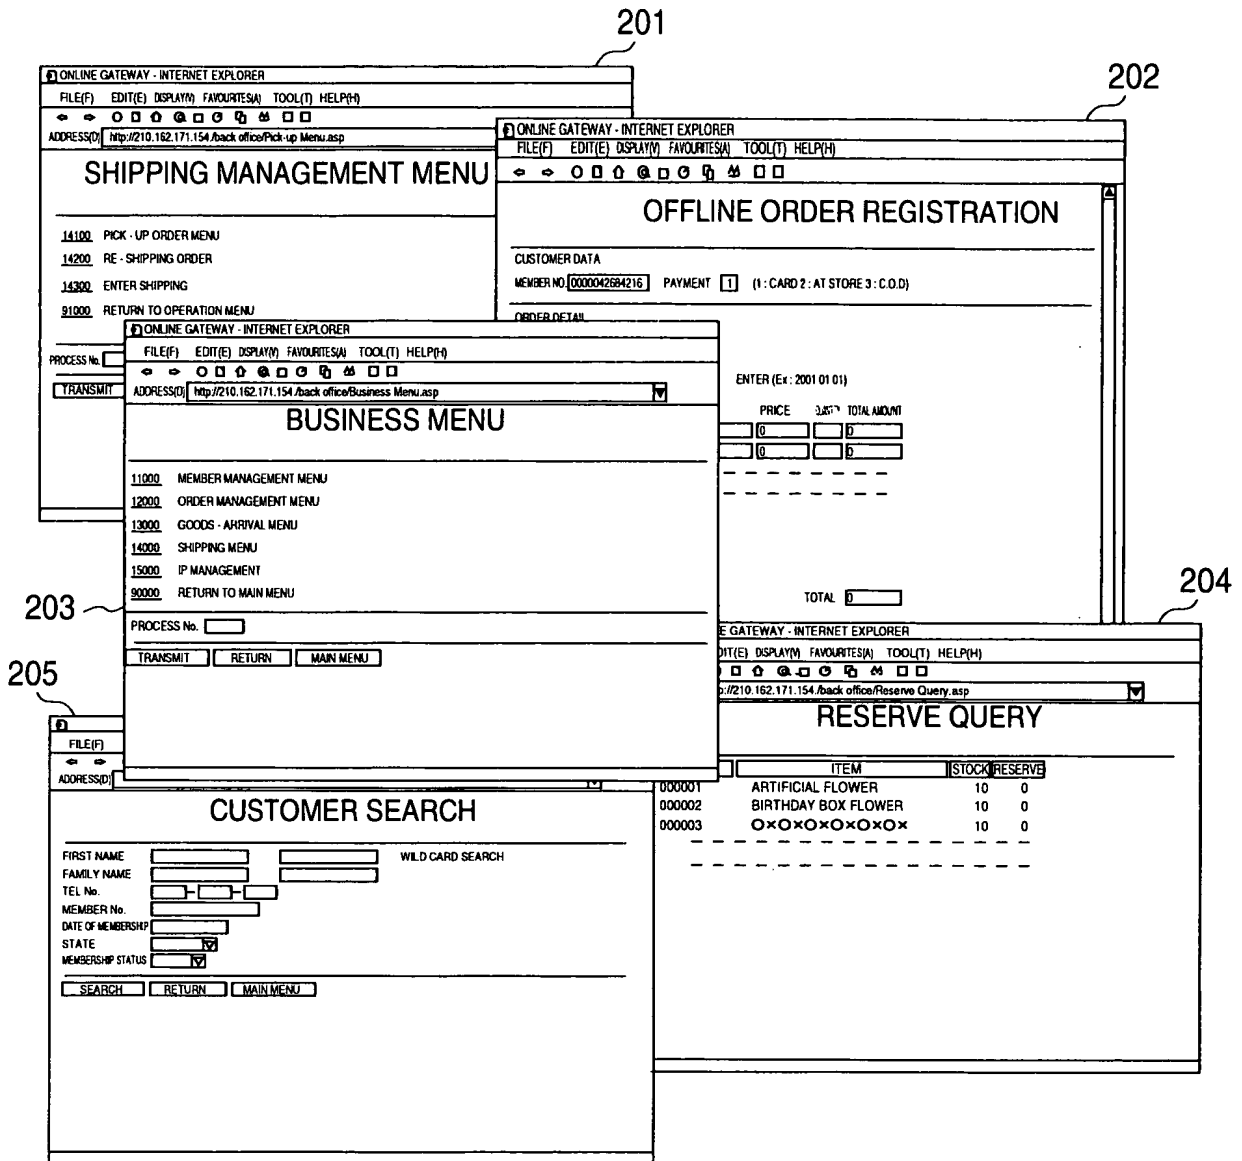 201
ONLINE GATEWAY - INTERNET EXPLORER
FILE(F) EDIT(E) DISPLAY(V) FAVOURITES(A) TOOL(T) HELP(H)
ADDRESS(D) http://210.162.171.154./back office/Pick-up Menu.asp
SHIPPING MANAGEMENT MENU
14100 PICK - UP ORDER MENU
14200 RE - SHIPPING ORDER
14300 ENTER SHIPPING
91000 RETURN TO OPERATION MENU
PROCESS No.
TRANSMIT
202
ONLINE GATEWAY - INTERNET EXPLORER
FILE(F) EDIT(E) DISPLAY(V) FAVOURITES(A) TOOL(T) HELP(H)
OFFLINE ORDER REGISTRATION
CUSTOMER DATA
MEMBER NO. 0000042684216 PAYMENT 1 (1 : CARD 2 : AT STORE 3 : C.O.D)
ORDER DETAIL
ENTER (Ex : 2001 01 01)
PRICE TOTAL AMOUNT
0 0
0 0
TOTAL 0
203
ONLINE GATEWAY - INTERNET EXPLORER
FILE(F) EDIT(E) DISPLAY(V) FAVOURITES(A) TOOL(T) HELP(H)
ADDRESS(D) http://210.162.171.154./back office/Business Menu.asp
BUSINESS MENU
11000 MEMBER MANAGEMENT MENU
12000 ORDER MANAGEMENT MENU
13000 GOODS - ARRIVAL MENU
14000 SHIPPING MENU
15000 IP MANAGEMENT
90000 RETURN TO MAIN MENU
PROCESS No.
TRANSMIT RETURN MAIN MENU
204
E GATEWAY - INTERNET EXPLORER
DIT(E) DISPLAY(V) FAVOURITES(A) TOOL(T) HELP(H)
p://210.162.171.154./back office/Reserve Query.asp
RESERVE QUERY
ITEM STOCK RESERVE
000001 ARTIFICIAL FLOWER 10 0
000002 BIRTHDAY BOX FLOWER 10 0
000003 O×O×O×O×O×O× 10 0
205
FILE(F)
ADDRESS(D)
CUSTOMER SEARCH
FIRST NAME WILD CARD SEARCH
FAMILY NAME
TEL No. - -
MEMBER No.
DATE OF MEMBERSHIP
STATE
MEMBERSHIP STATUS
SEARCH RETURN MAIN MENU